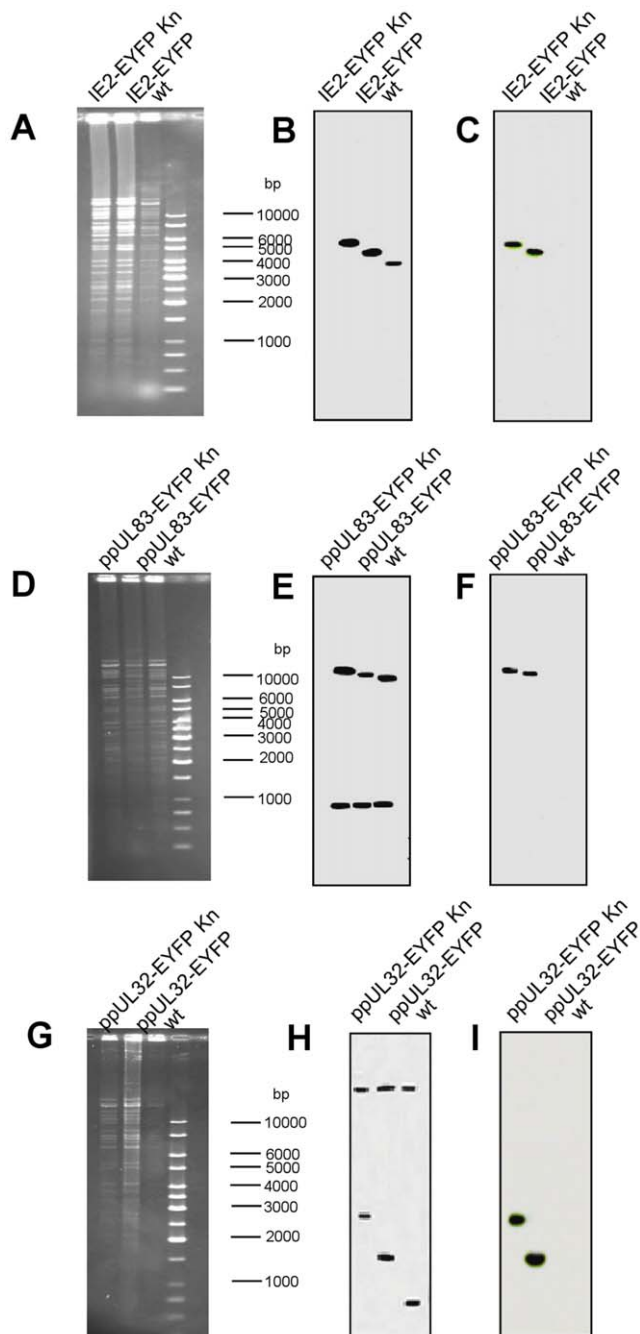 IE2-EYFP Kn
IE2-EYFP
wt
IE2-EYFP Kn
IE2-EYFP
wt
IE2-EYFP Kn
IE2-EYFP
wt
A
B
C
bp
10000
6000
5000
4000
3000
2000
1000
ppUL83-EYFP Kn
ppUL83-EYFP
wt
ppUL83-EYFP Kn
ppUL83-EYFP
wt
ppUL83-EYFP Kn
ppUL83-EYFP
wt
D
E
F
bp
10000
6000
5000
4000
3000
2000
1000
ppUL32-EYFP Kn
ppUL32-EYFP
wt
ppUL32-EYFP Kn
ppUL32-EYFP
wt
ppUL32-EYFP Kn
ppUL32-EYFP
wt
G
H
I
bp
10000
6000
5000
4000
3000
2000
1000